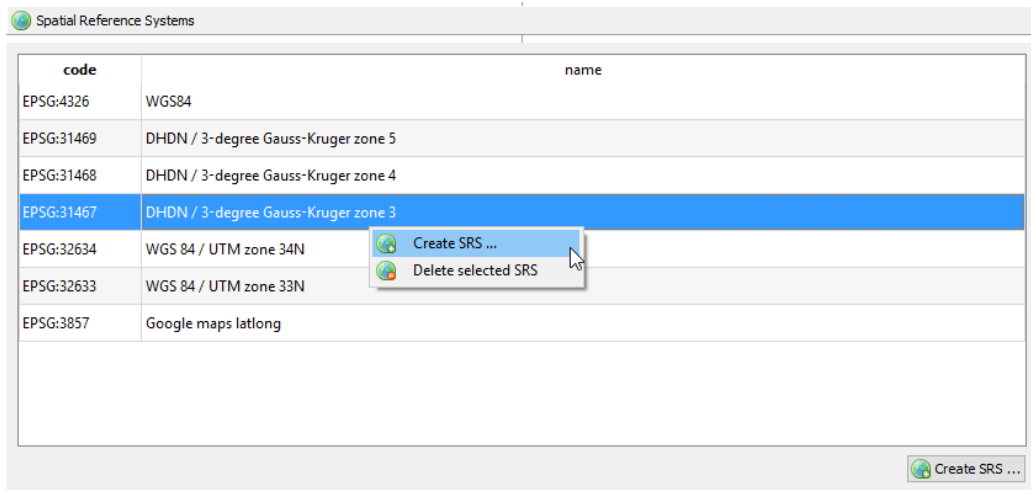 Spatial Reference Systems
code name
EPSG:4326 WGS84
EPSG:31469 DHDN / 3-degree Gauss-Kruger zone 5
EPSG:31468 DHDN / 3-degree Gauss-Kruger zone 4
EPSG:31467 DHDN / 3-degree Gauss-Kruger zone 3
Create SRS ...
EPSG:32634 WGS 84 / UTM zone 34N
Delete selected SRS
EPSG:32633 WGS 84 / UTM zone 33N
EPSG:3857 Google maps latlong
Create SRS ...